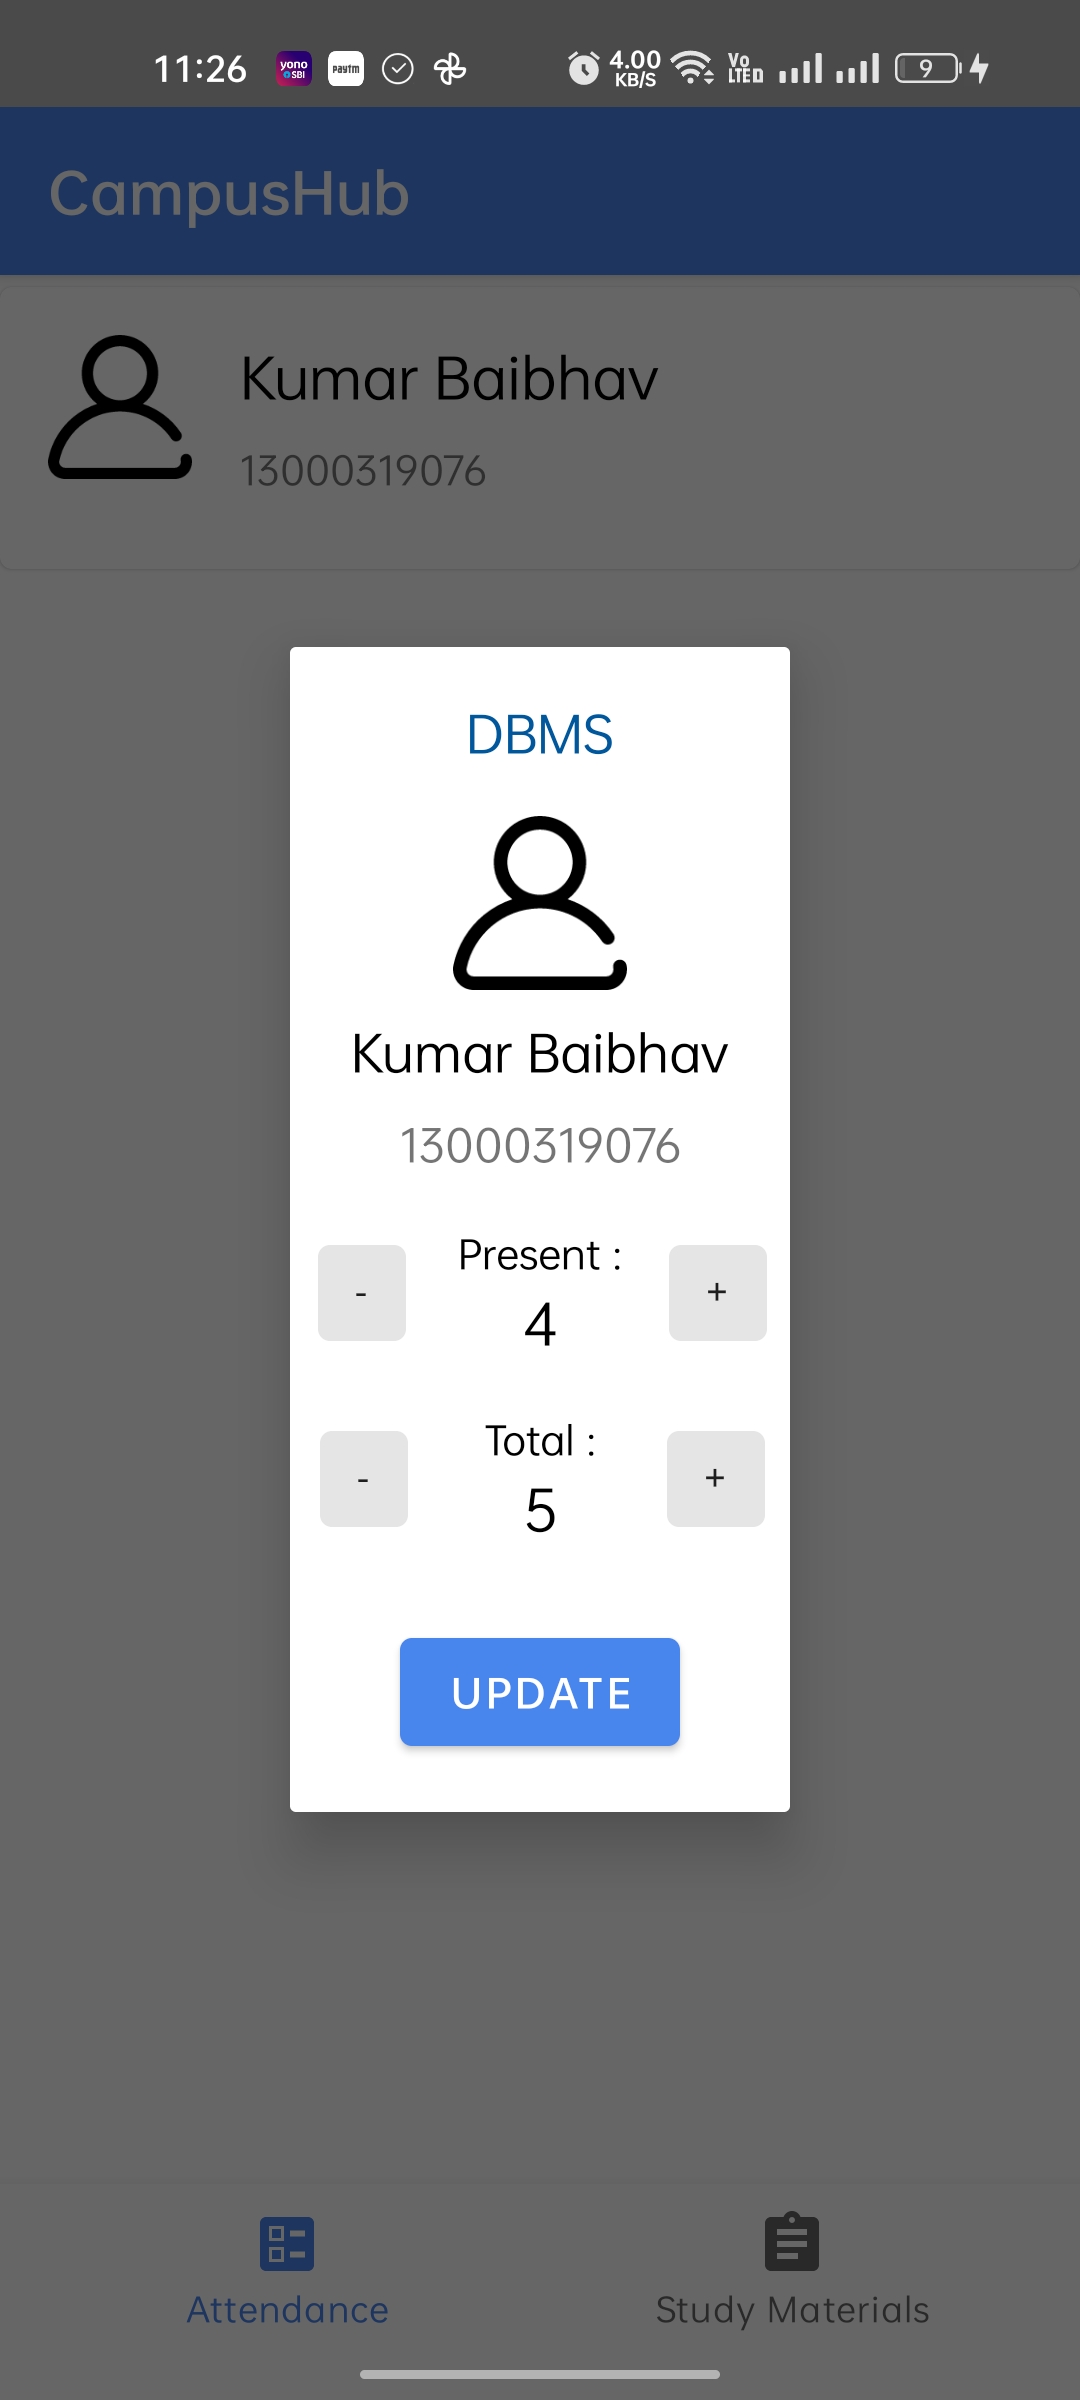 11:26 yono SBI paytm 4.00 KB/S Vo LTE 9
CampusHub
Kumar Baibhav
13000319076
DBMS
Kumar Baibhav
13000319076
Present :
- 4 +
Total :
- 5 +
UPDATE
Attendance Study Materials